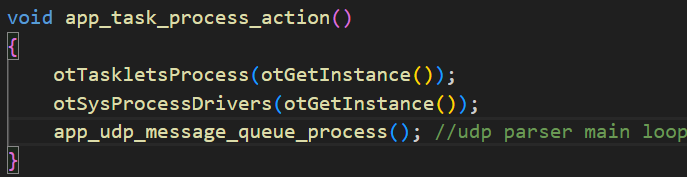 void app_task_process_action()
{
otTaskletsProcess(otGetInstance());
otSysProcessDrivers(otGetInstance());
app_udp_message_queue_process(); //udp parser main loop
}